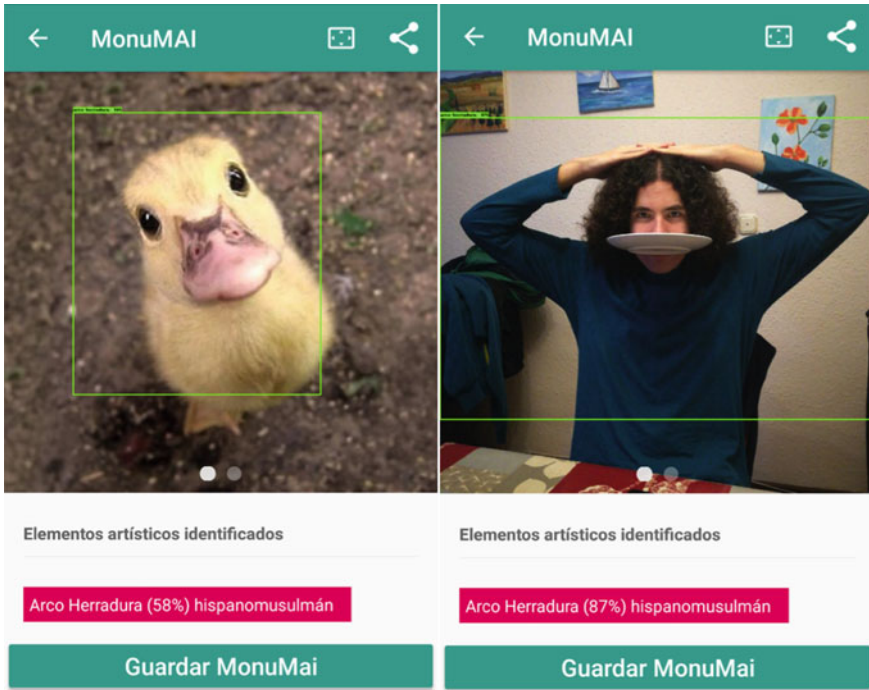 MonuMAI
Elementos artísticos identificados
Arco Herradura (58%) hispanomusulmán
Guardar MonuMai
MonuMAI
Elementos artísticos identificados
Arco Herradura (87%) hispanomusulmán
Guardar MonuMai